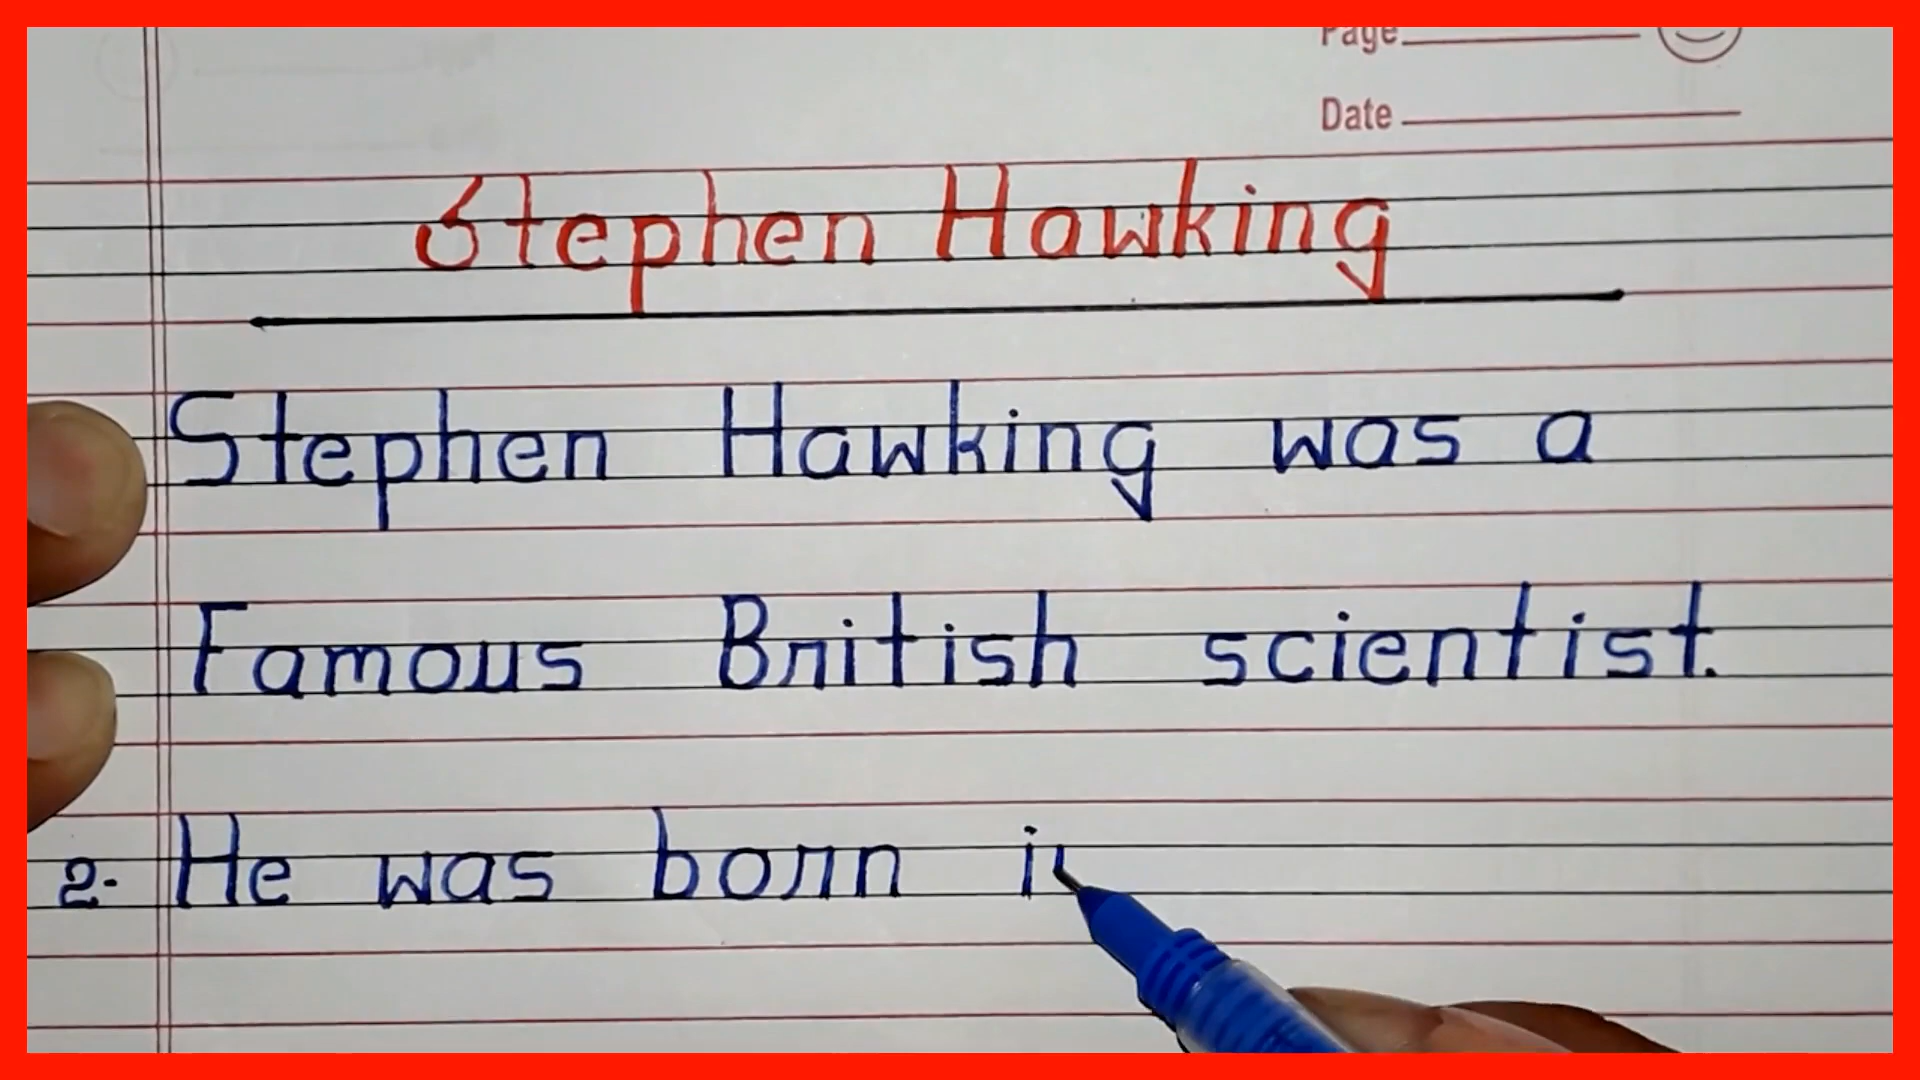 Page
Date
Stephen Hawking
Stephen Hawking was a
Famous British scientist.
2- He was born